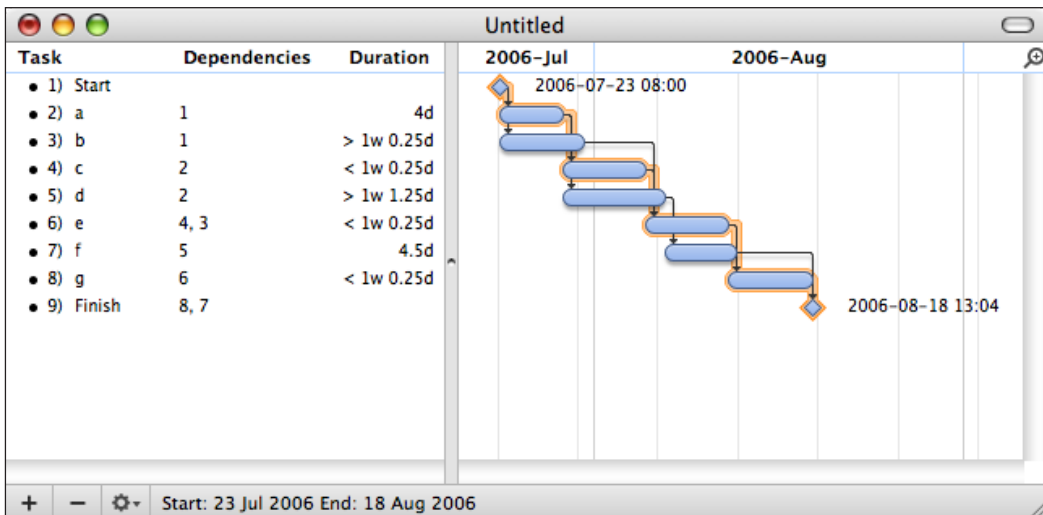 Untitled
Task Dependencies Duration 2006-Jul 2006-Aug
1) Start 2006-07-23 08:00
2) a 1 4d
3) b 1 > 1w 0.25d
4) c 2 < 1w 0.25d
5) d 2 > 1w 1.25d
6) e 4, 3 < 1w 0.25d
7) f 5 4.5d
8) g 6 < 1w 0.25d
9) Finish 8, 7 2006-08-18 13:04
Start: 23 Jul 2006 End: 18 Aug 2006